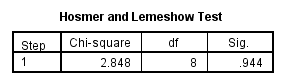 Hosmer and Lemeshow Test
Step Chi-square df Sig.
1 2.848 8 .944